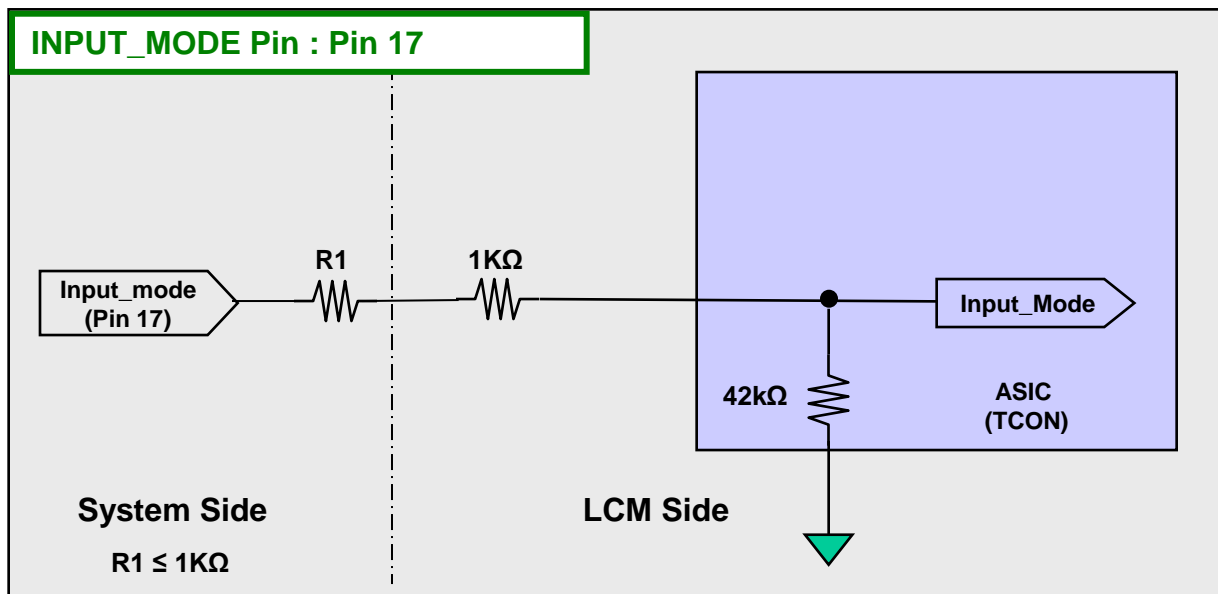 INPUT_MODE Pin : Pin 17
R1
1KΩ
Input_mode
(Pin 17)
Input_Mode
42kΩ
ASIC
(TCON)
System Side
LCM Side
R1 ≤ 1KΩ